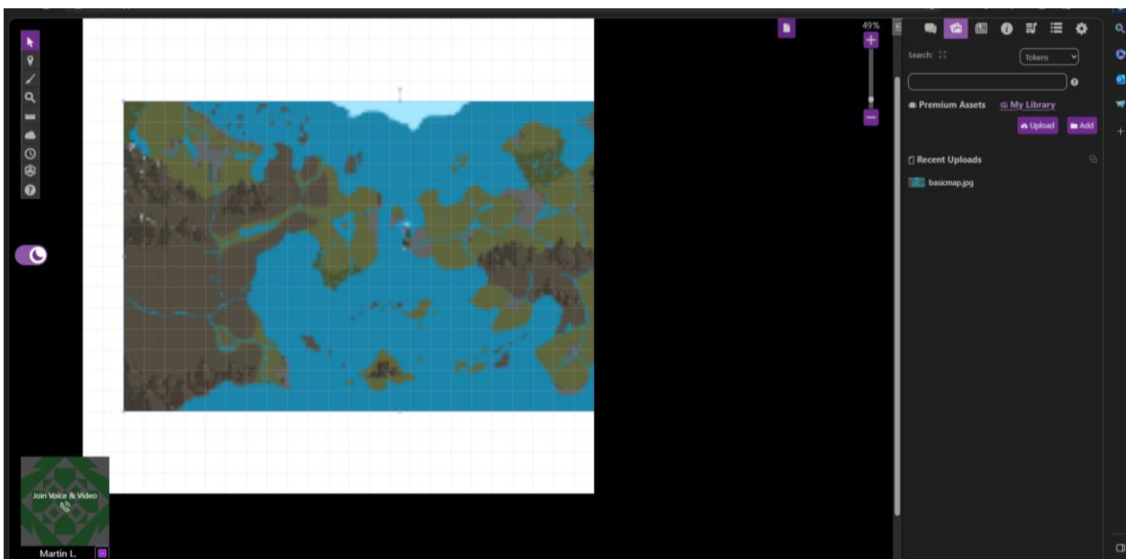 49%
Search:
Tokens
Premium Assets
My Library
Upload
Add
Recent Uploads
basicmap.jpg
Join Voice & Video
Martin L.